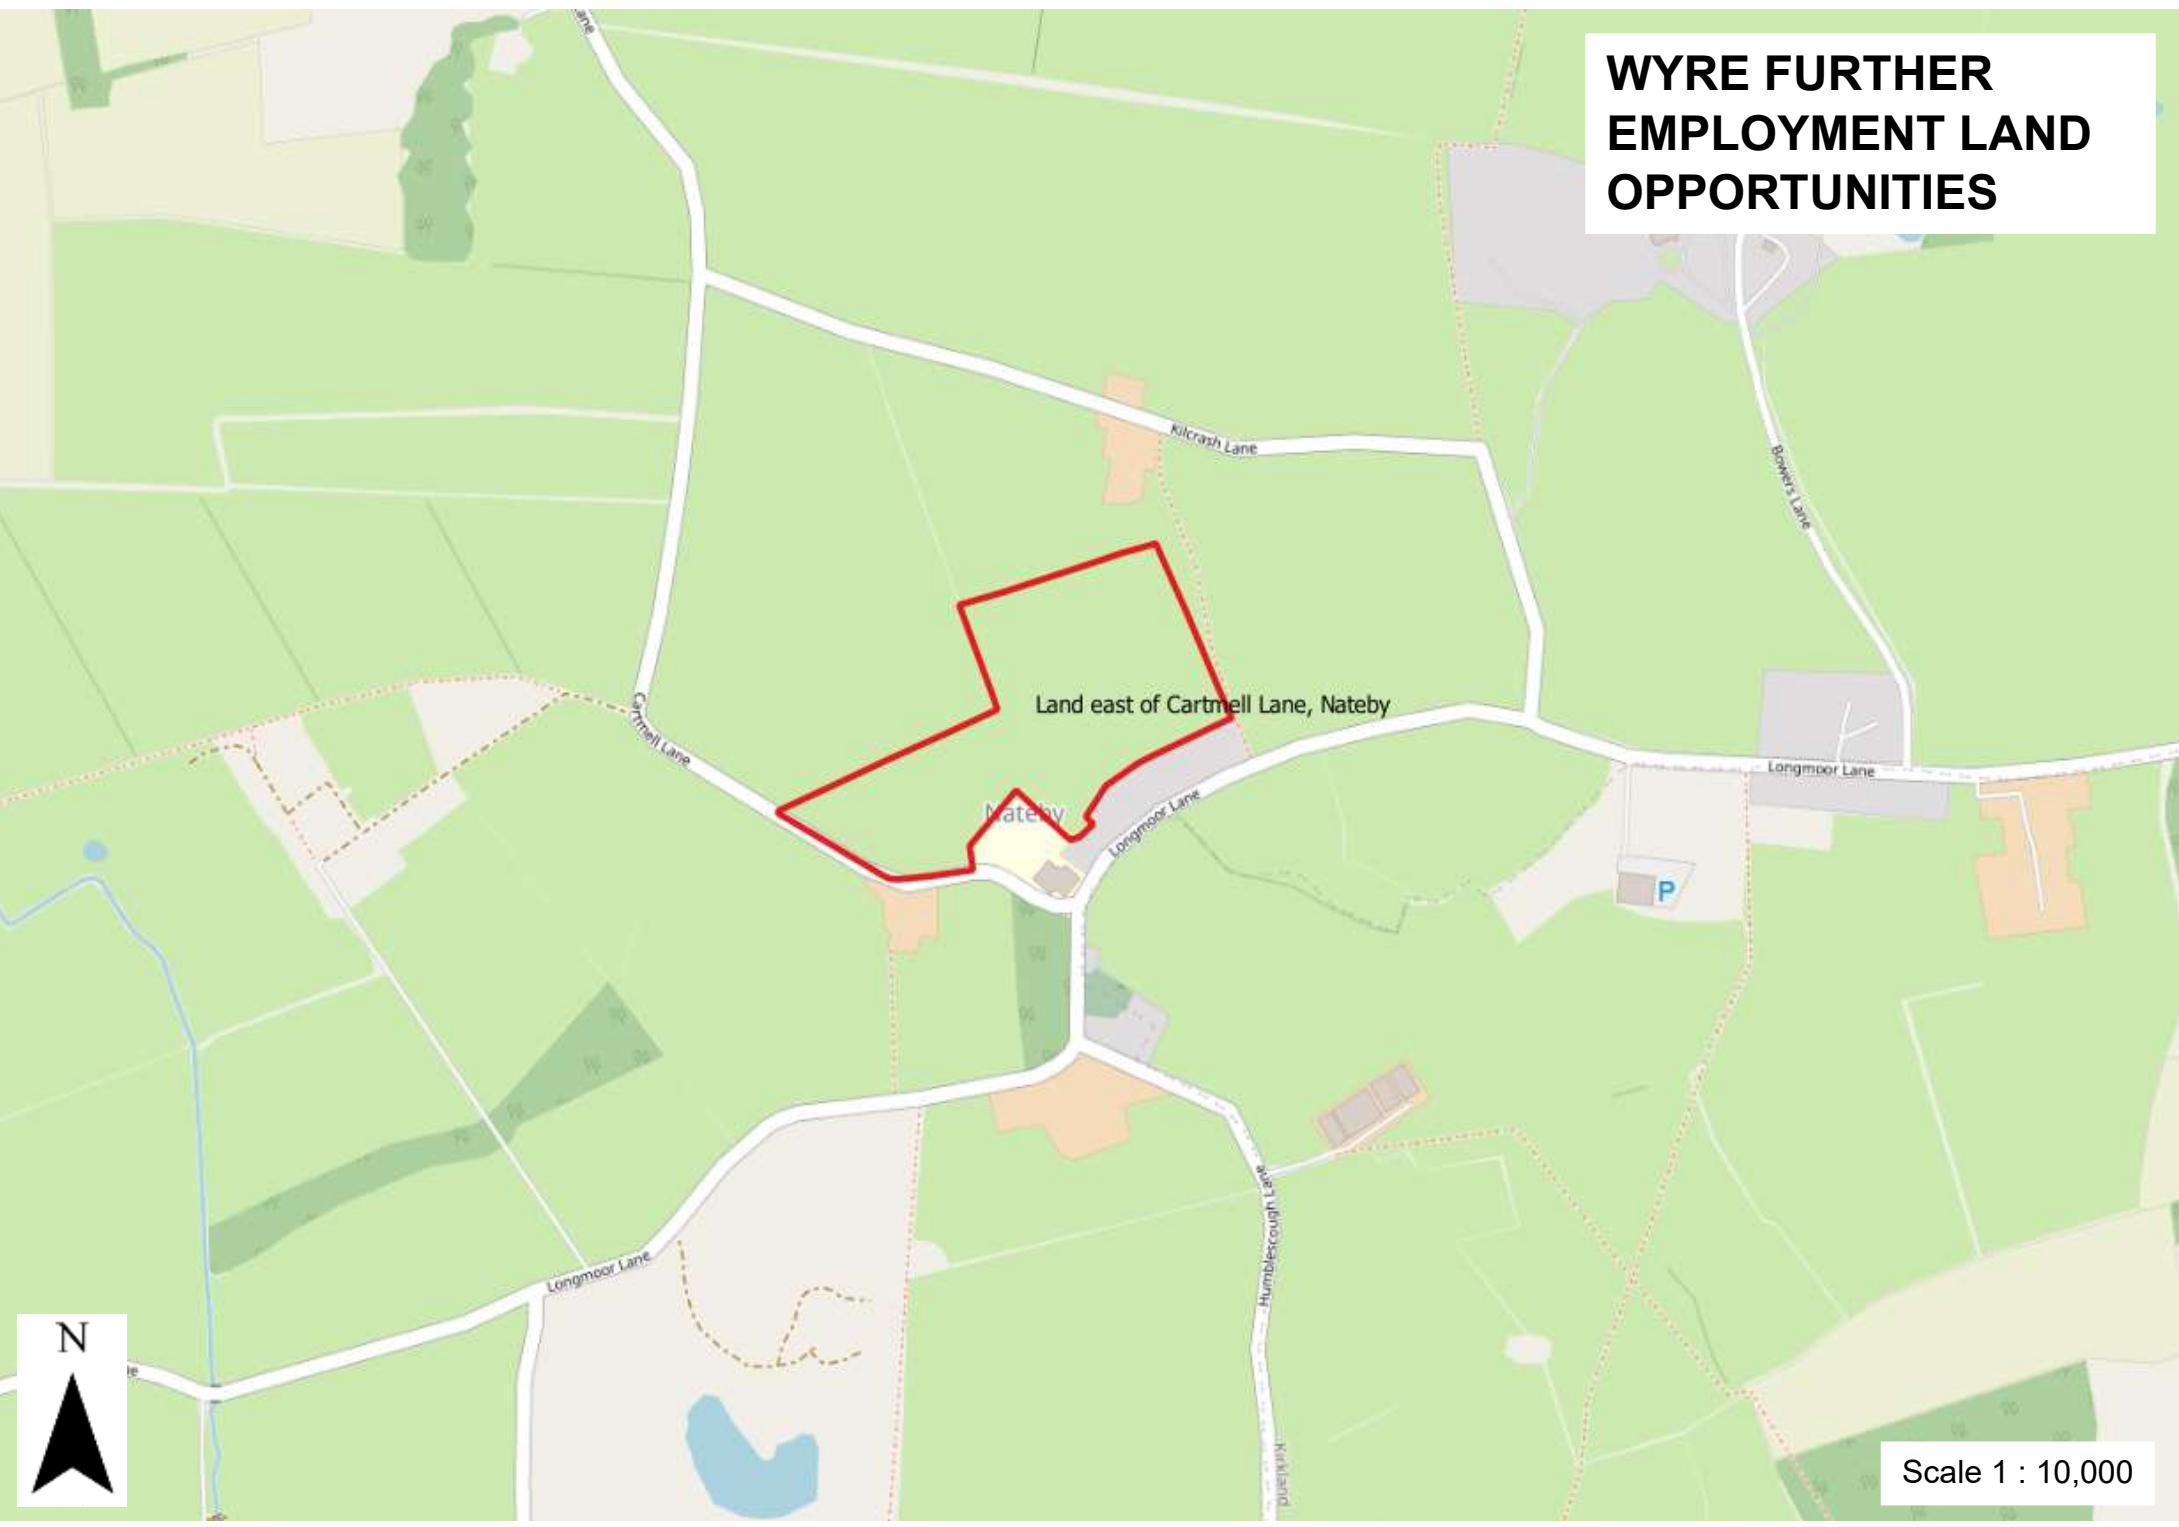 WYRE FURTHER
EMPLOYMENT LAND
OPPORTUNITIES
ane
Kilcrash Lane
Bowers Lane
Land east of Cartmell Lane, Nateby
Cartmell Lane
Longmoor Lane
Nateby
Longmoor Lane
P
Humblescough Lane
Longmoor Lane
N
Kirkland
Scale 1 : 10,000